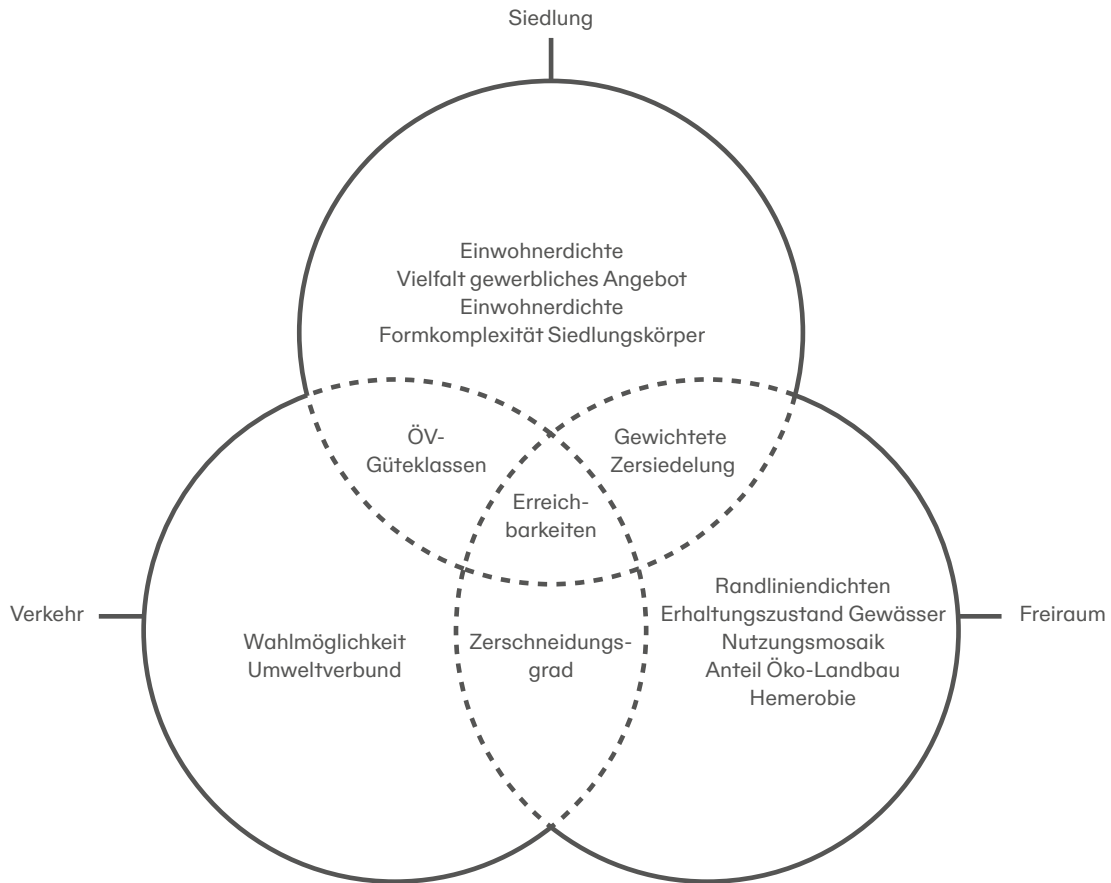 Siedlung
Einwohnerdichte
Vielfalt gewerbliches Angebot
Einwohnerdichte
Formkomplexität Siedlungskörper
ÖV-
Güteklassen
Gewichtete
Zersiedelung
Erreich-
barkeiten
Verkehr
Wahlmöglichkeit
Umweltverbund
Zerschneidungs-
grad
Randliniendichten
Erhaltungszustand Gewässer
Nutzungsmosaik
Anteil Öko-Landbau
Hemerobie
Freiraum